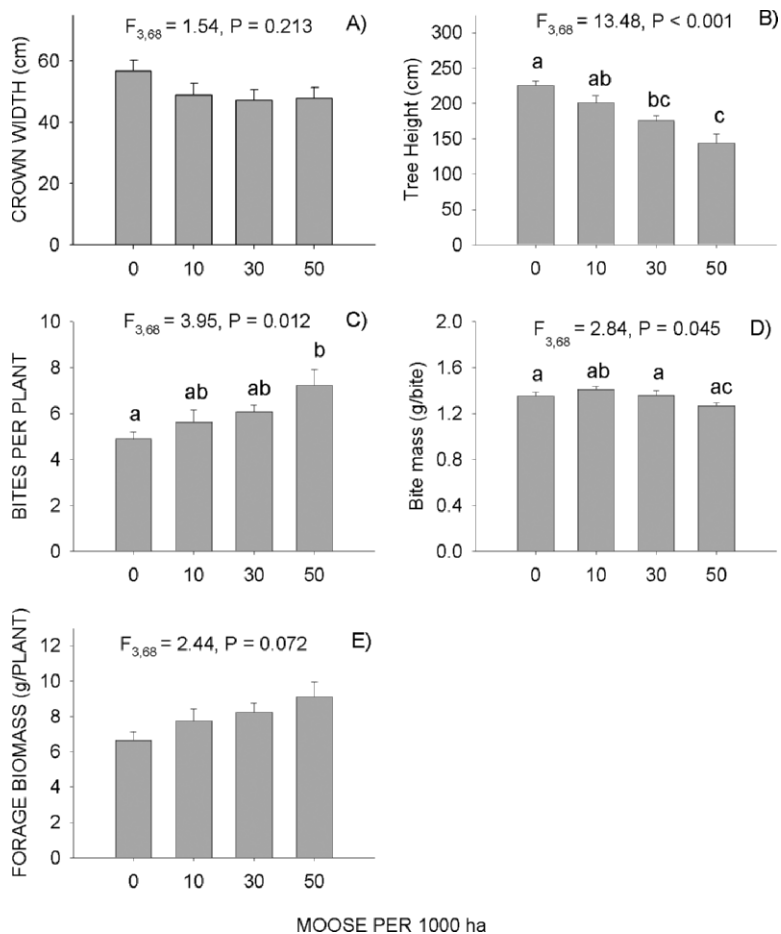 A)
F3,68 = 1.54, P = 0.213
CROWN WIDTH (cm)
80
60
40
20
0
0 10 30 50
B)
F3,68 = 13.48, P < 0.001
Tree Height (cm)
300
250
200
150
100
50
0
a ab bc c
0 10 30 50
C)
F3,68 = 3.95, P = 0.012
BITES PER PLANT
10
8
6
4
2
0
a ab ab b
0 10 30 50
D)
F3,68 = 2.84, P = 0.045
Bite mass (g/bite)
2.0
1.6
1.2
0.8
0.4
0.0
a ab a ac
0 10 30 50
E)
F3,68 = 2.44, P = 0.072
FORAGE BIOMASS (g/PLANT)
12
10
8
6
4
2
0
0 10 30 50
MOOSE PER 1000 ha